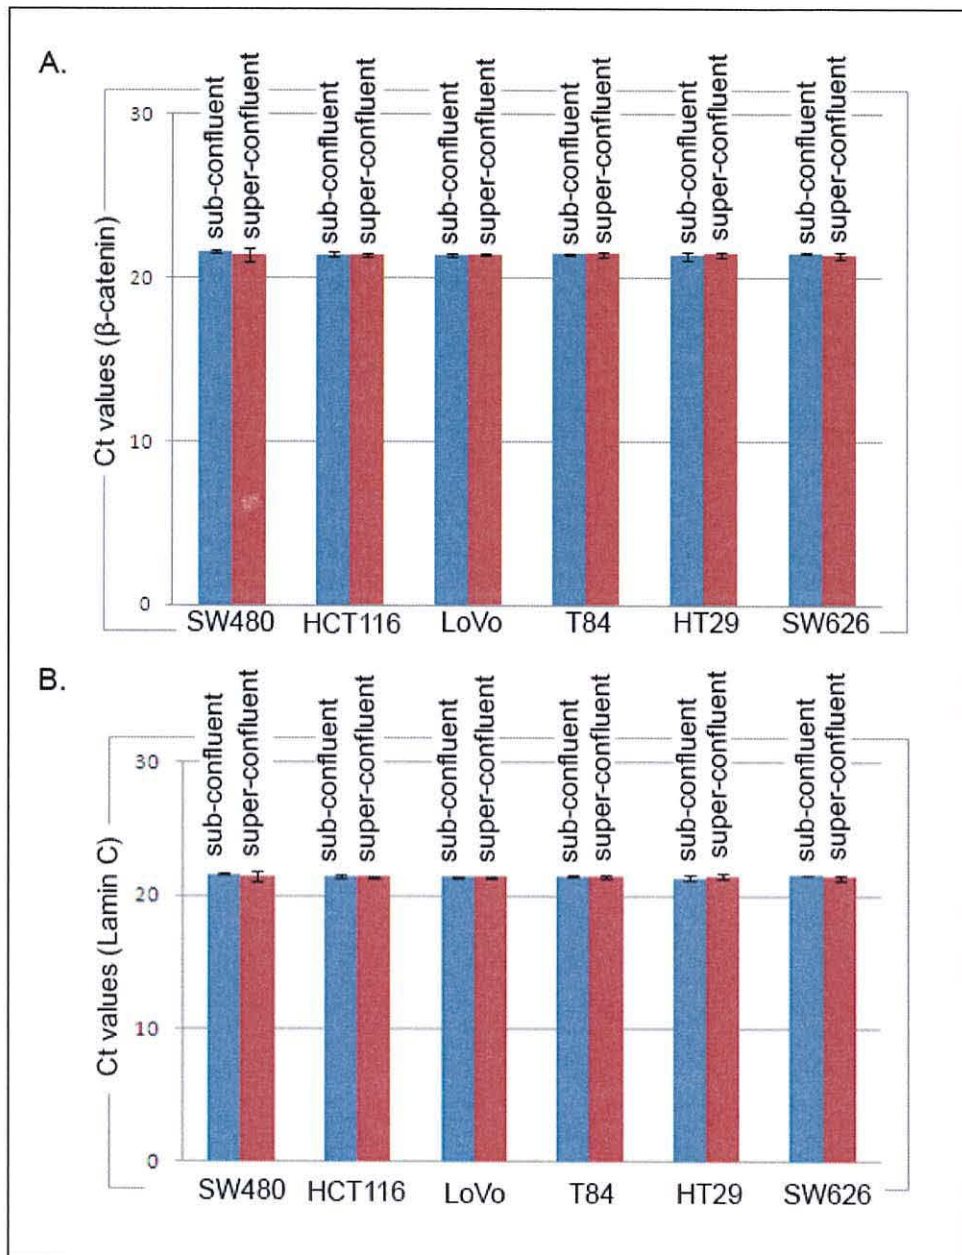 A.
sub-confluent
super-confluent
sub-confluent
super-confluent
sub-confluent
super-confluent
sub-confluent
super-confluent
sub-confluent
super-confluent
sub-confluent
super-confluent
Ct values (β-catenin)
30
20
10
0
SW480 HCT116 LoVo T84 HT29 SW626
B.
sub-confluent
super-confluent
sub-confluent
super-confluent
sub-confluent
super-confluent
sub-confluent
super-confluent
sub-confluent
super-confluent
sub-confluent
super-confluent
Ct values (Lamin C)
30
20
10
0
SW480 HCT116 LoVo T84 HT29 SW626